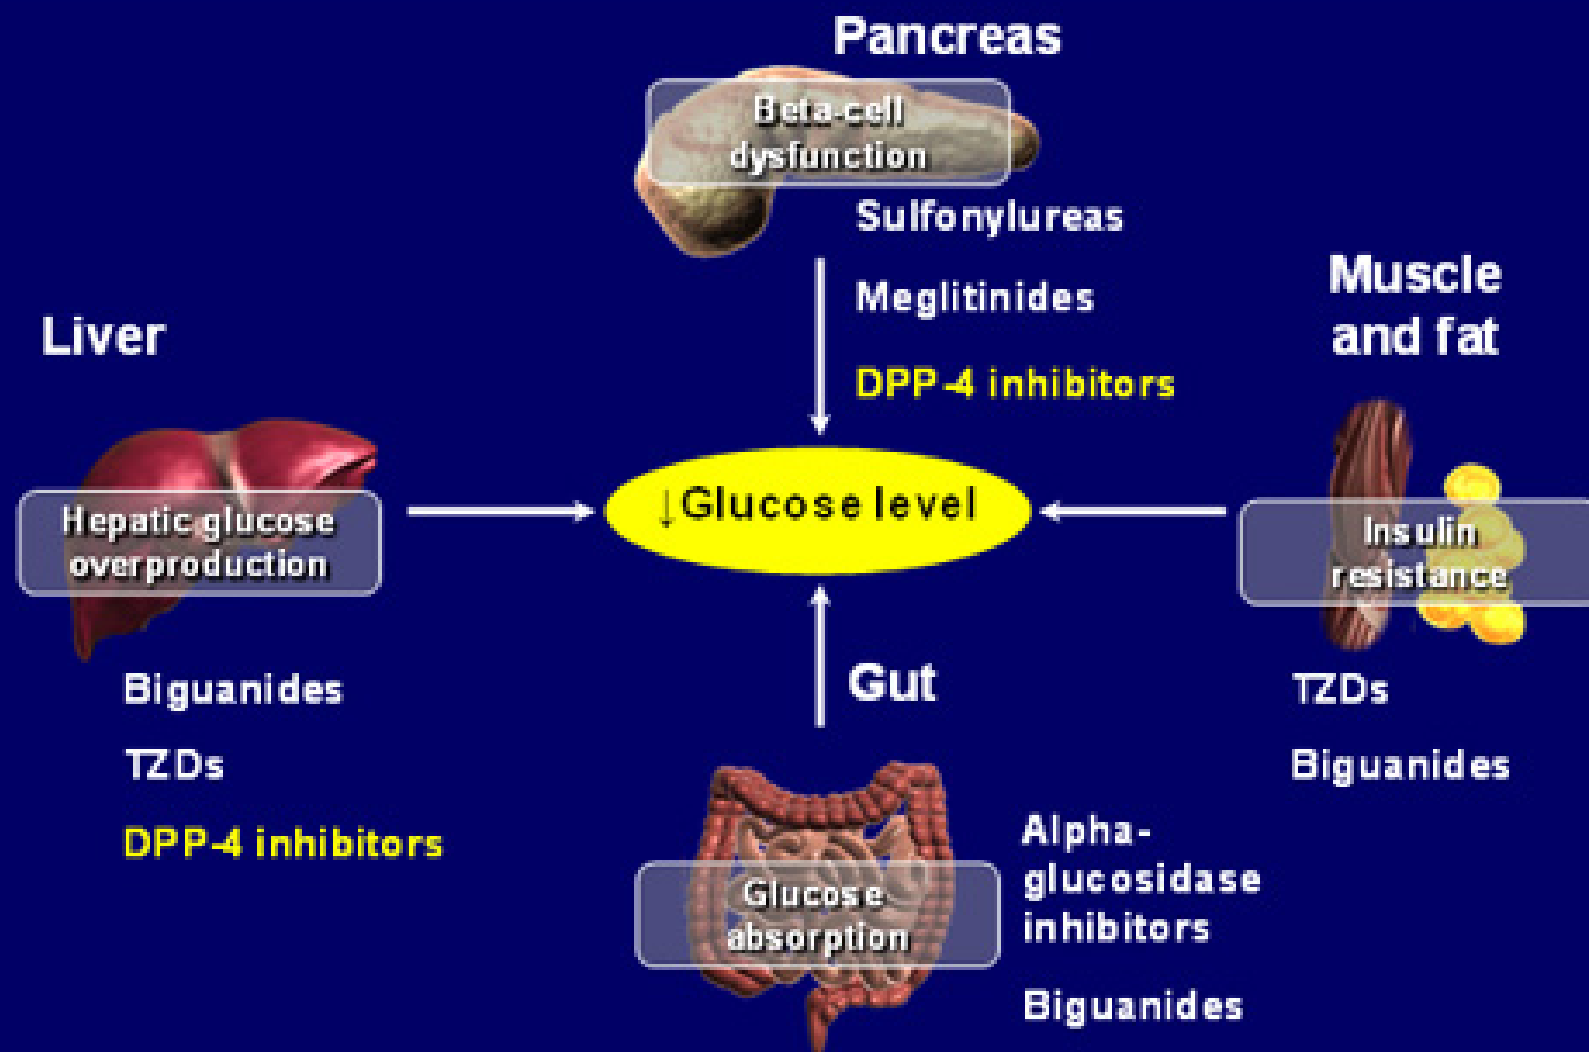 Pancreas
Beta-cell
dysfunction
Sulfonylureas
Meglitinides
DPP-4 inhibitors
Muscle
and fat
Insulin
resistance
TZDs
Biguanides
Liver
Hepatic glucose
overproduction
Biguanides
TZDs
DPP-4 inhibitors
↓Glucose level
Gut
Glucose
absorption
Alpha-
glucosidase
inhibitors
Biguanides